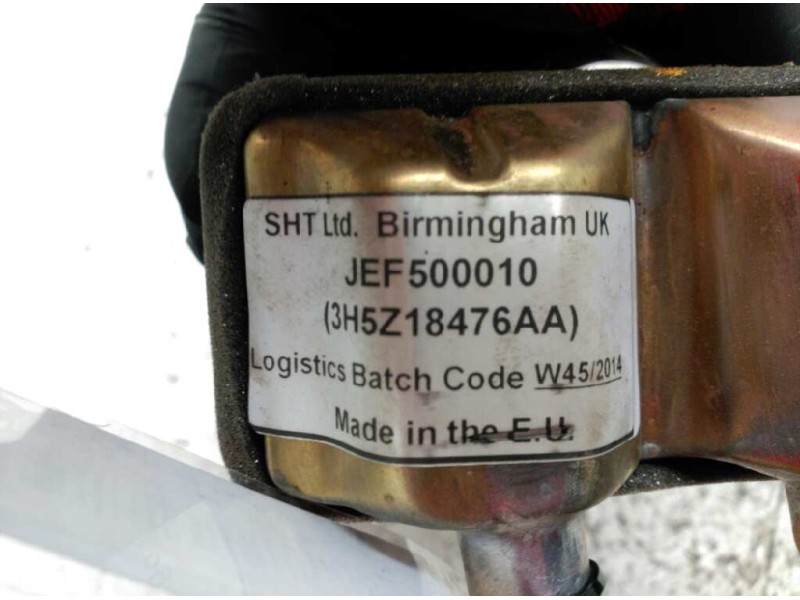 SHT Ltd. Birmingham UK
JEF500010
(3H5Z18476AA)
Logistics Batch Code W45/2014
Made in the E.U.